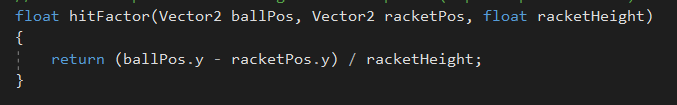 float hitFactor(Vector2 ballPos, Vector2 racketPos, float racketHeight)
{
    return (ballPos.y - racketPos.y) / racketHeight;
}